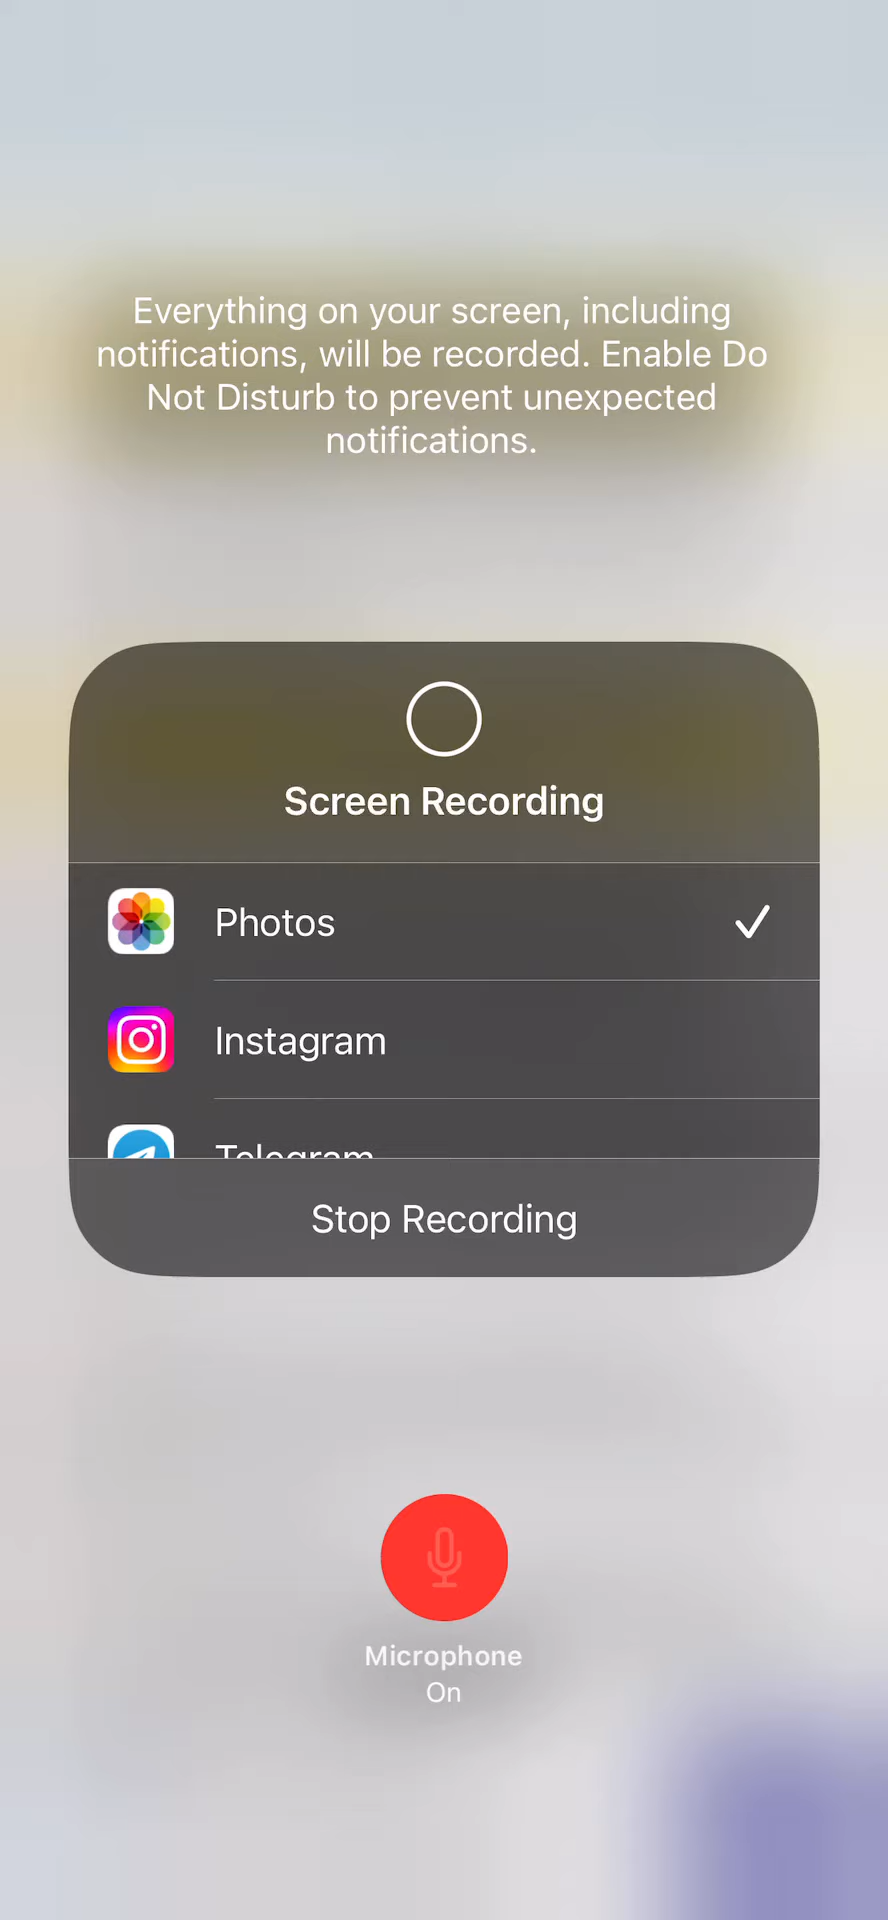 Everything on your screen, including
notifications, will be recorded. Enable Do
Not Disturb to prevent unexpected
notifications.
Screen Recording
Photos
Instagram
Telegram
Stop Recording
Microphone
On